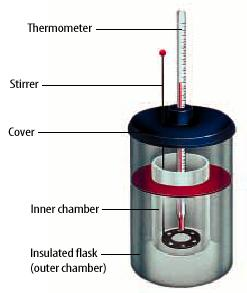 Thermometer
Stirrer
Cover
Inner chamber
Insulated flask
(outer chamber)